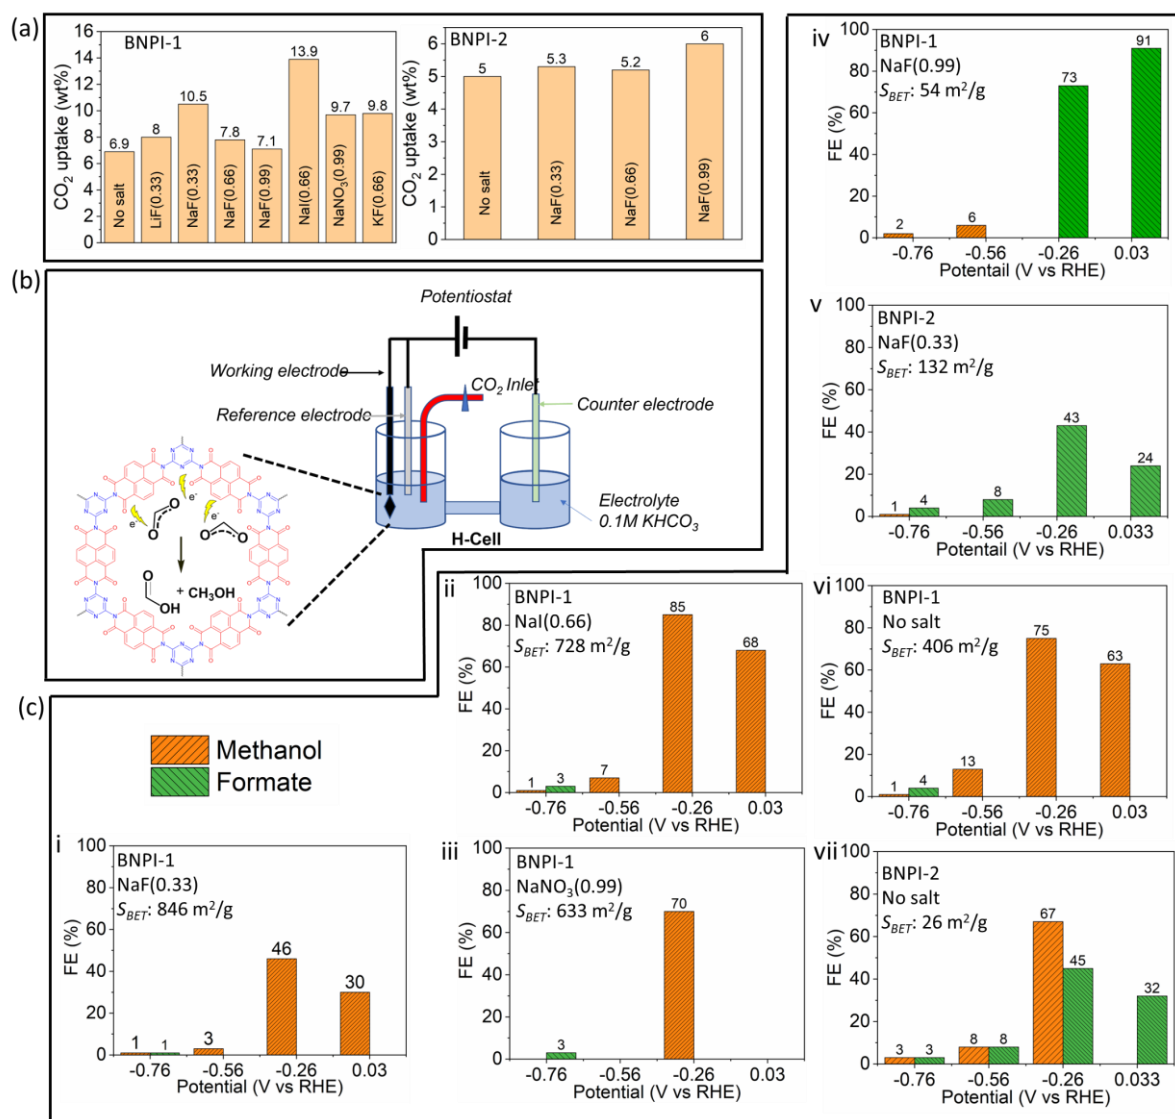 (a)
BNPI-1
CO2 uptake (wt%)
16
14
12
10
8
6
4
2
0
6.9
8
10.5
7.8
7.1
13.9
9.7
9.8
No salt
LiF(0.33)
NaF(0.33)
NaF(0.66)
NaF(0.99)
NaI(0.66)
NaNO3(0.99)
KF(0.66)
BNPI-2
CO2 uptake (wt%)
6
5
4
3
2
1
0
5
5.3
5.2
6
No salt
NaF(0.33)
NaF(0.66)
NaF(0.99)
(b)
Potentiostat
Working electrode
CO2 Inlet
Reference electrode
Counter electrode
Electrolyte
0.1M KHCO3
H-Cell
O O O O O O O O
N N N N N N N N
e-
e-
e-
O
O
O
O
O
OH
+ CH3OH
(c)
Methanol
Formate
i
BNPI-1
NaF(0.33)
SBET: 846 m2/g
FE (%)
100
80
60
40
20
0
1
1
3
46
30
-0.76 -0.56 -0.26 0.03
Potential (V vs RHE)
ii
BNPI-1
NaI(0.66)
SBET: 728 m2/g
FE (%)
100
80
60
40
20
0
1
3
7
85
68
-0.76 -0.56 -0.26 0.03
Potential (V vs RHE)
iii
BNPI-1
NaNO3(0.99)
SBET: 633 m2/g
FE (%)
100
80
60
40
20
0
3
70
-0.76 -0.56 -0.26 0.03
Potential (V vs RHE)
iv
BNPI-1
NaF(0.99)
SBET: 54 m2/g
FE (%)
100
80
60
40
20
0
2
6
73
91
-0.76 -0.56 -0.26 0.03
Potentail (V vs RHE)
v
BNPI-2
NaF(0.33)
SBET: 132 m2/g
FE (%)
100
80
60
40
20
0
1
4
8
43
24
-0.76 -0.56 -0.26 0.03
Potential (V vs RHE)
vi
BNPI-1
No salt
SBET: 406 m2/g
FE (%)
100
80
60
40
20
0
1
4
13
75
63
-0.76 -0.56 -0.26 0.03
Potential (V vs RHE)
vii
BNPI-2
No salt
SBET: 26 m2/g
FE (%)
100
80
60
40
20
0
3
3
8
8
67
45
32
-0.76 -0.56 -0.26 0.033
Potential (V vs RHE)